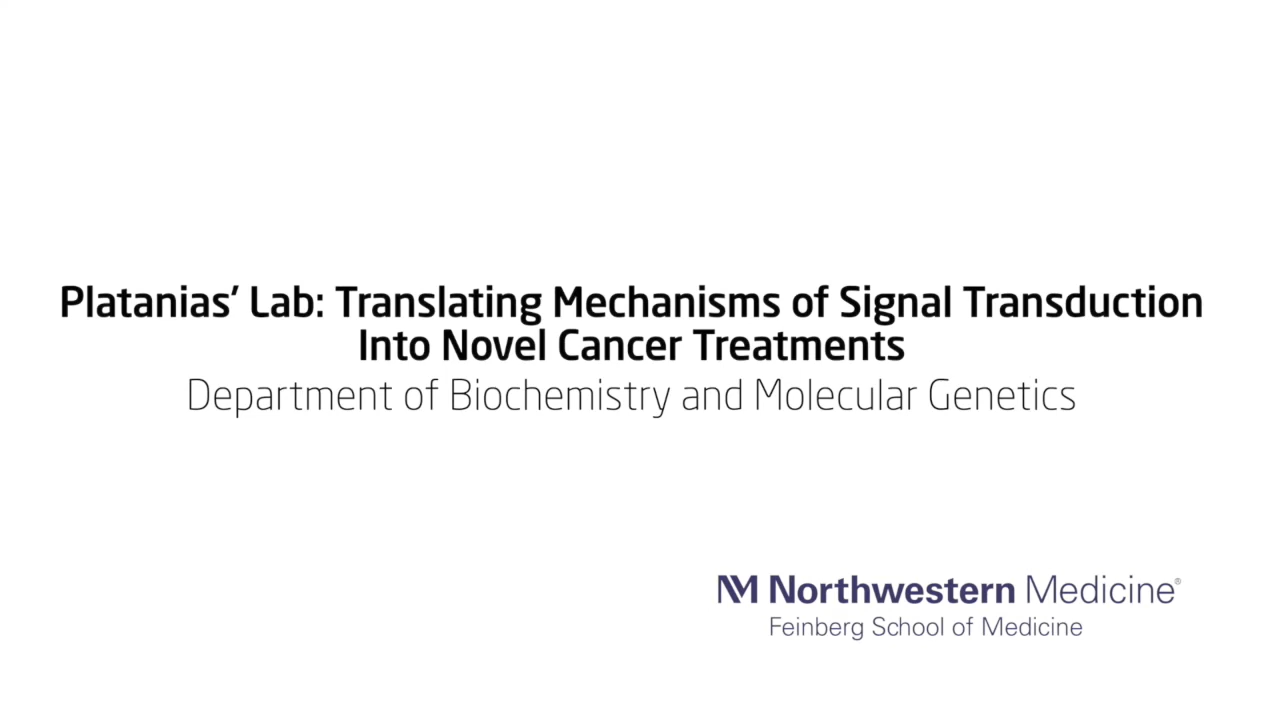 Platanias’ Lab: Translating Mechanisms of Signal Transduction
Into Novel Cancer Treatments
Department of Biochemistry and Molecular Genetics
NM Northwestern Medicine®
Feinberg School of Medicine